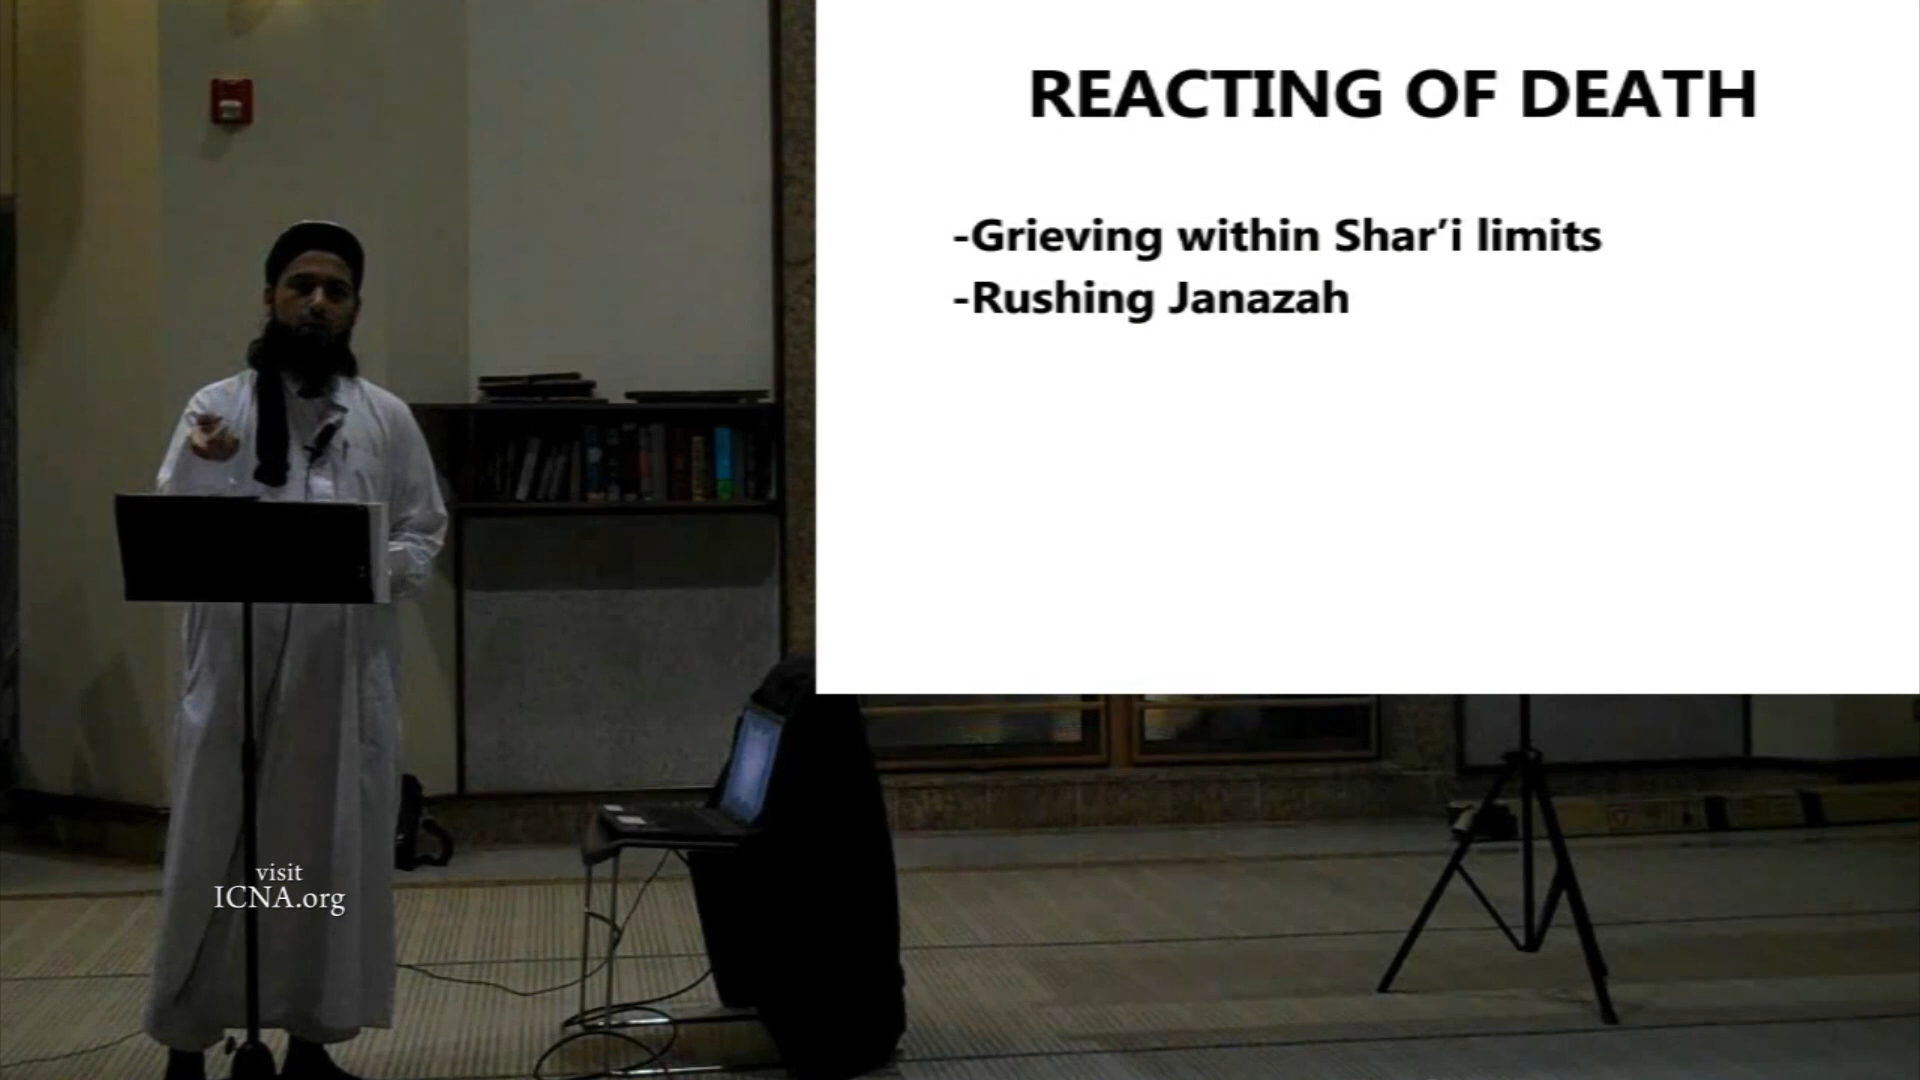 REACTING OF DEATH
-Grieving within Shar’i limits
-Rushing Janazah
visit
ICNA.org